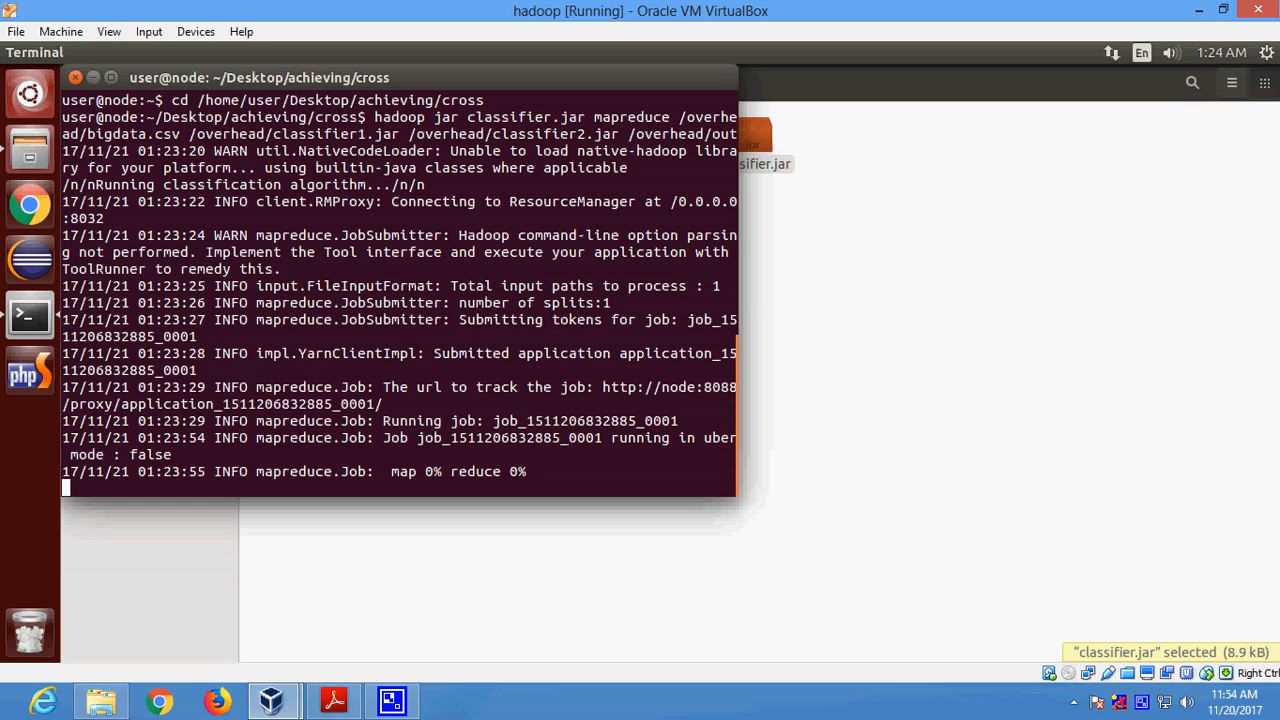 hadoop [Running] - Oracle VM VirtualBox
File Machine View Input Devices Help
Terminal
En
1:24 AM
user@node: ~/Desktop/achieving/cross
user@node:~$ cd /home/user/Desktop/achieving/cross
user@node:~/Desktop/achieving/cross$ hadoop jar classifier.jar mapreduce /overhe
ad/bigdata.csv /overhead/classifier1.jar /overhead/classifier2.jar /overhead/out
17/11/21 01:23:20 WARN util.NativeCodeLoader: Unable to load native-hadoop libra
ry for your platform... using builtin-java classes where applicable
/n/nRunning classification algorithm.../n/n
17/11/21 01:23:22 INFO client.RMProxy: Connecting to ResourceManager at /0.0.0.0
:8032
17/11/21 01:23:24 WARN mapreduce.JobSubmitter: Hadoop command-line option parsin
g not performed. Implement the Tool interface and execute your application with
ToolRunner to remedy this.
17/11/21 01:23:25 INFO input.FileInputFormat: Total input paths to process : 1
17/11/21 01:23:26 INFO mapreduce.JobSubmitter: number of splits:1
17/11/21 01:23:27 INFO mapreduce.JobSubmitter: Submitting tokens for job: job_15
11206832885_0001
17/11/21 01:23:28 INFO impl.YarnClientImpl: Submitted application application_15
11206832885_0001
17/11/21 01:23:29 INFO mapreduce.Job: The url to track the job: http://node:8088
/proxy/application_1511206832885_0001/
17/11/21 01:23:29 INFO mapreduce.Job: Running job: job_1511206832885_0001
17/11/21 01:23:54 INFO mapreduce.Job: Job job_1511206832885_0001 running in uber
mode : false
17/11/21 01:23:55 INFO mapreduce.Job: map 0% reduce 0%
jar
sifier.jar
php
"classifier.jar" selected (8.9 kB)
Right Ctrl
11:54 AM
11/20/2017